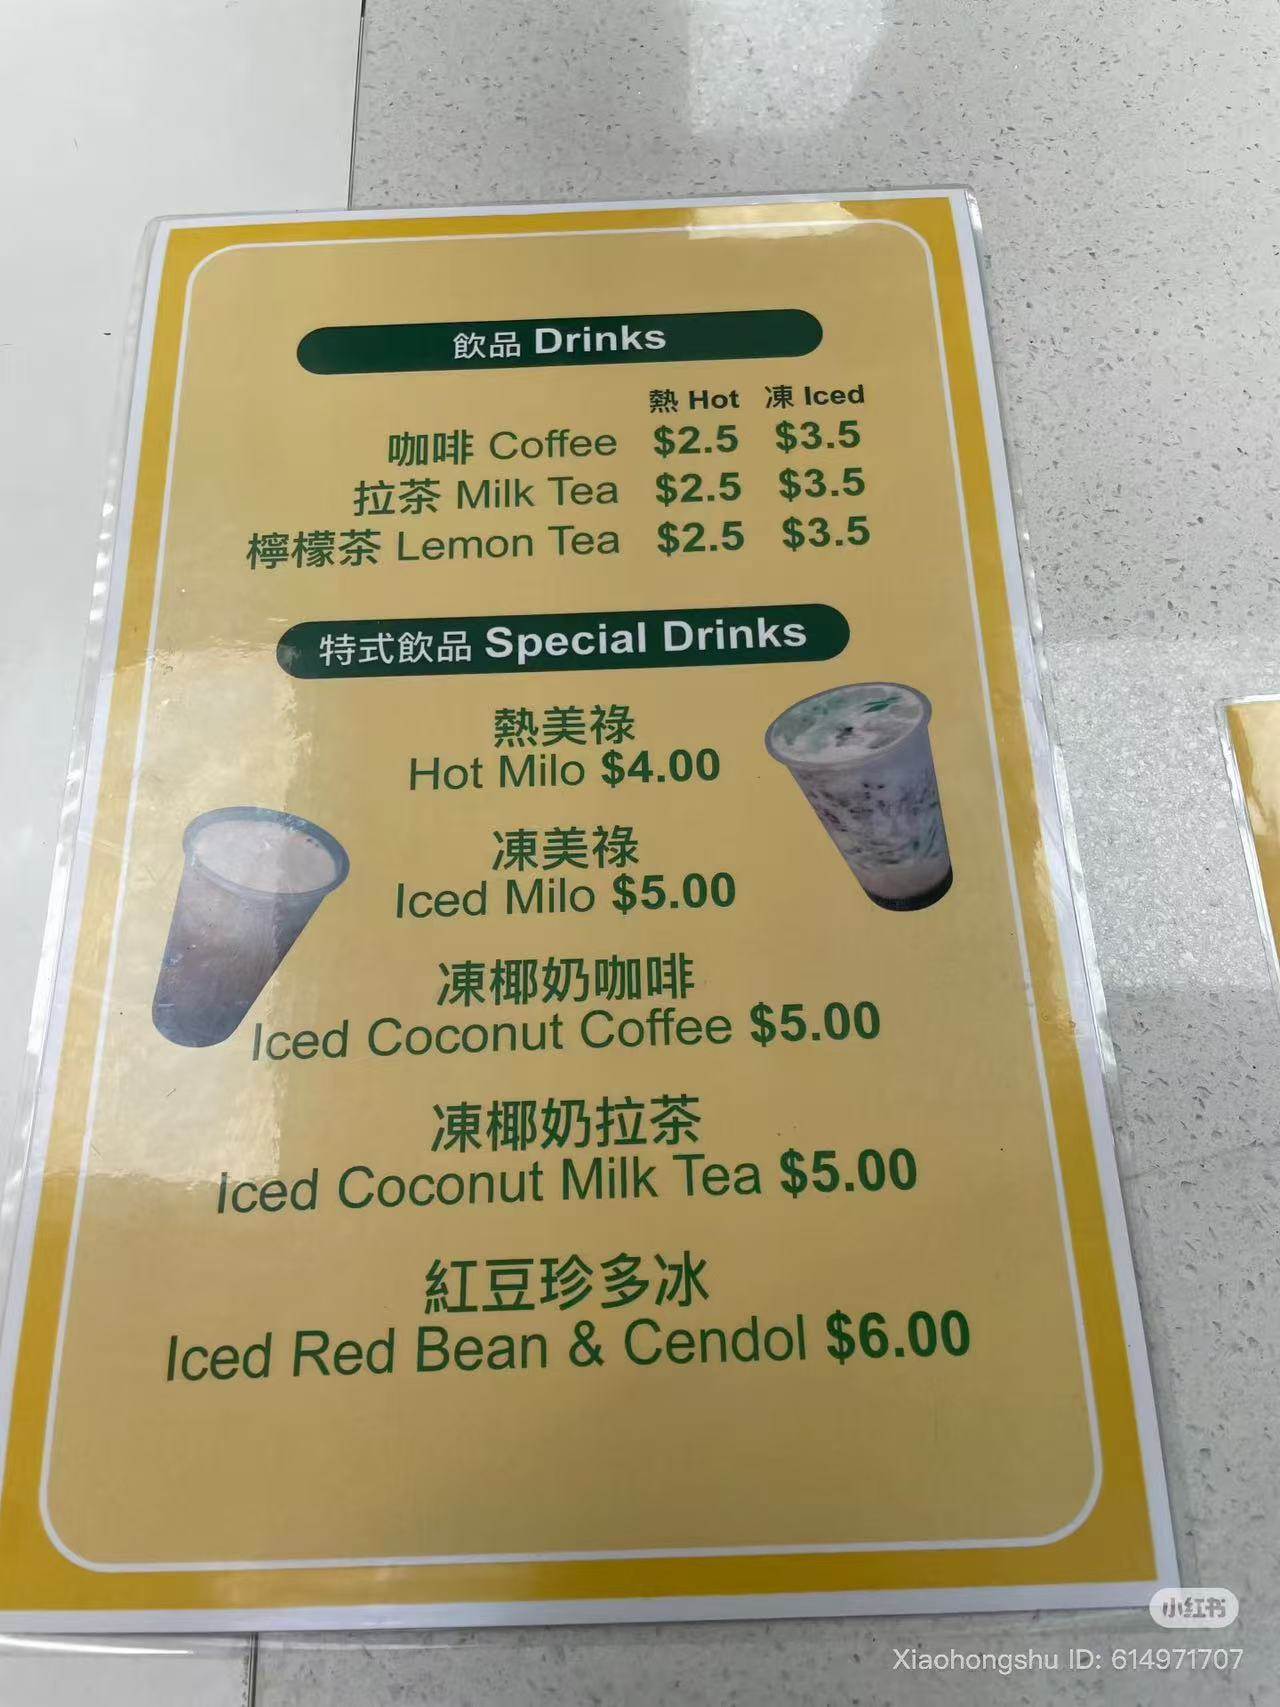 飲品 Drinks
熱 Hot 凍 Iced
咖啡 Coffee $2.5 $3.5
拉茶 Milk Tea $2.5 $3.5
檸檬茶 Lemon Tea $2.5 $3.5
特式飲品 Special Drinks
熱美祿
Hot Milo $4.00
凍美祿
Iced Milo $5.00
凍椰奶咖啡
Iced Coconut Coffee $5.00
凍椰奶拉茶
Iced Coconut Milk Tea $5.00
紅豆珍多冰
Iced Red Bean & Cendol $6.00
小红书
Xiaohongshu ID: 614971707